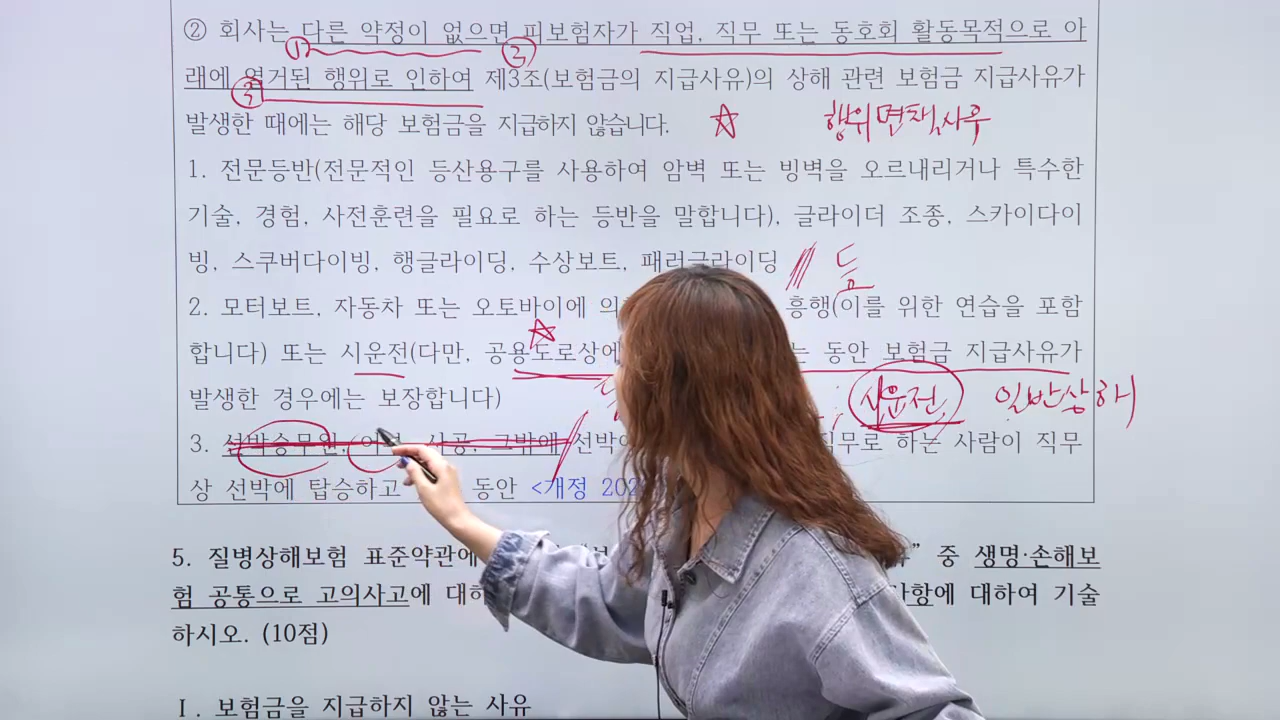 ② 회사는 다른 약정이 없으면 피보험자가 직업, 직무 또는 동호회 활동목적으로 아
래에 열거된 행위로 인하여 제3조(보험금의 지급사유)의 상해 관련 보험금 지급사유가
발생한 때에는 해당 보험금을 지급하지 않습니다. ☆ 행위면책사유
1. 전문등반(전문적인 등산용구를 사용하여 암벽 또는 빙벽을 오르내리거나 특수한
기술, 경험, 사전훈련을 필요로 하는 등반을 말합니다), 글라이더 조종, 스카이다이
빙, 스쿠버다이빙, 행글라이딩, 수상보트, 패러글라이딩 등
2. 모터보트, 자동차 또는 오토바이에 의 흥행(이를 위한 연습을 포함
합니다) 또는 시운전(다만, 공용도로상에 는 동안 보험금 지급사유가
발생한 경우에는 보장합니다) 시운전 일반상해
3. 선박승무원, 어부, 사공, 그밖에 선박에 직무로 하는 사람이 직무
상 선박에 탑승하고 동안 <개정 202
5. 질병상해보험 표준약관에 중 생명·손해보
험 공통으로 고의사고에 대하 사항에 대하여 기술
하시오. (10점)
Ⅰ. 보험금을 지급하지 않는 사유